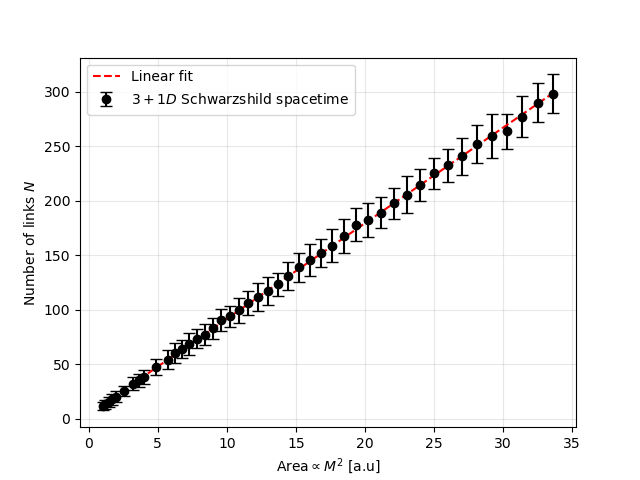 Linear fit
3 + 1D Schwarzshild spacetime
Number of links N
300
250
200
150
100
50
0
0 5 10 15 20 25 30 35
Area ∝ M² [a.u]